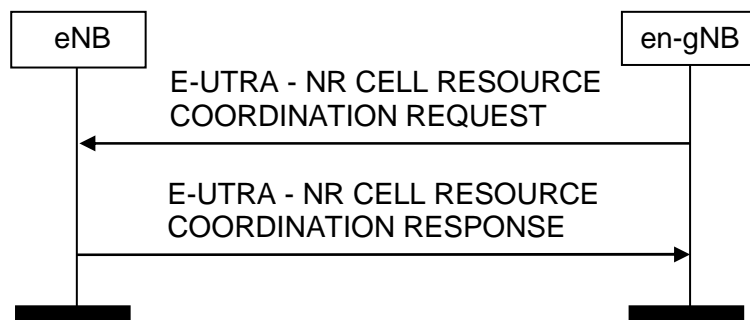 eNB
en-gNB
E-UTRA - NR CELL RESOURCE
COORDINATION REQUEST
E-UTRA - NR CELL RESOURCE
COORDINATION RESPONSE